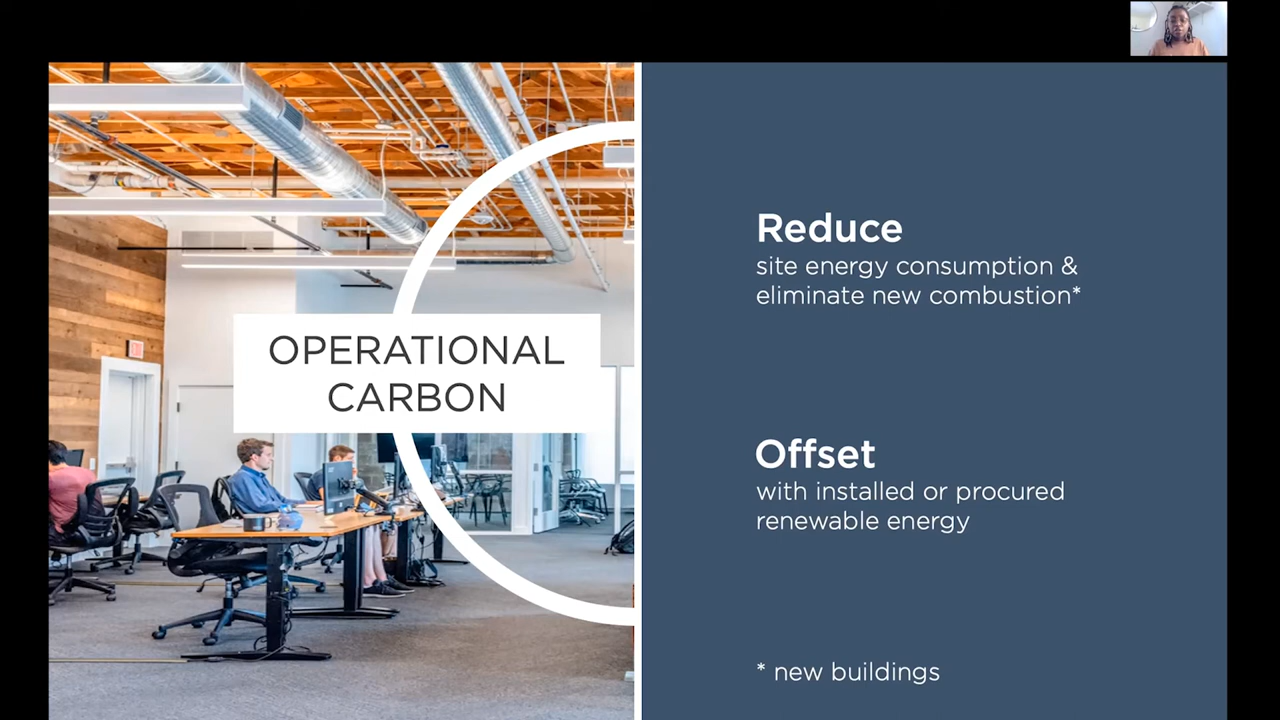 OPERATIONAL
CARBON
Reduce
site energy consumption &
eliminate new combustion*
Offset
with installed or procured
renewable energy
* new buildings